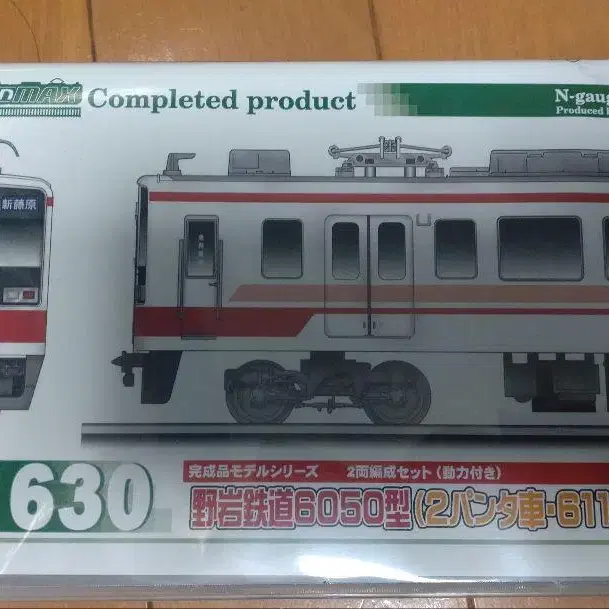 nMAX Completed product
N-gaug
Produced
新藤原
630
完成品モデルシリーズ 2両編成セット（動力付き）
野岩鉄道6050型（2パンタ車・611